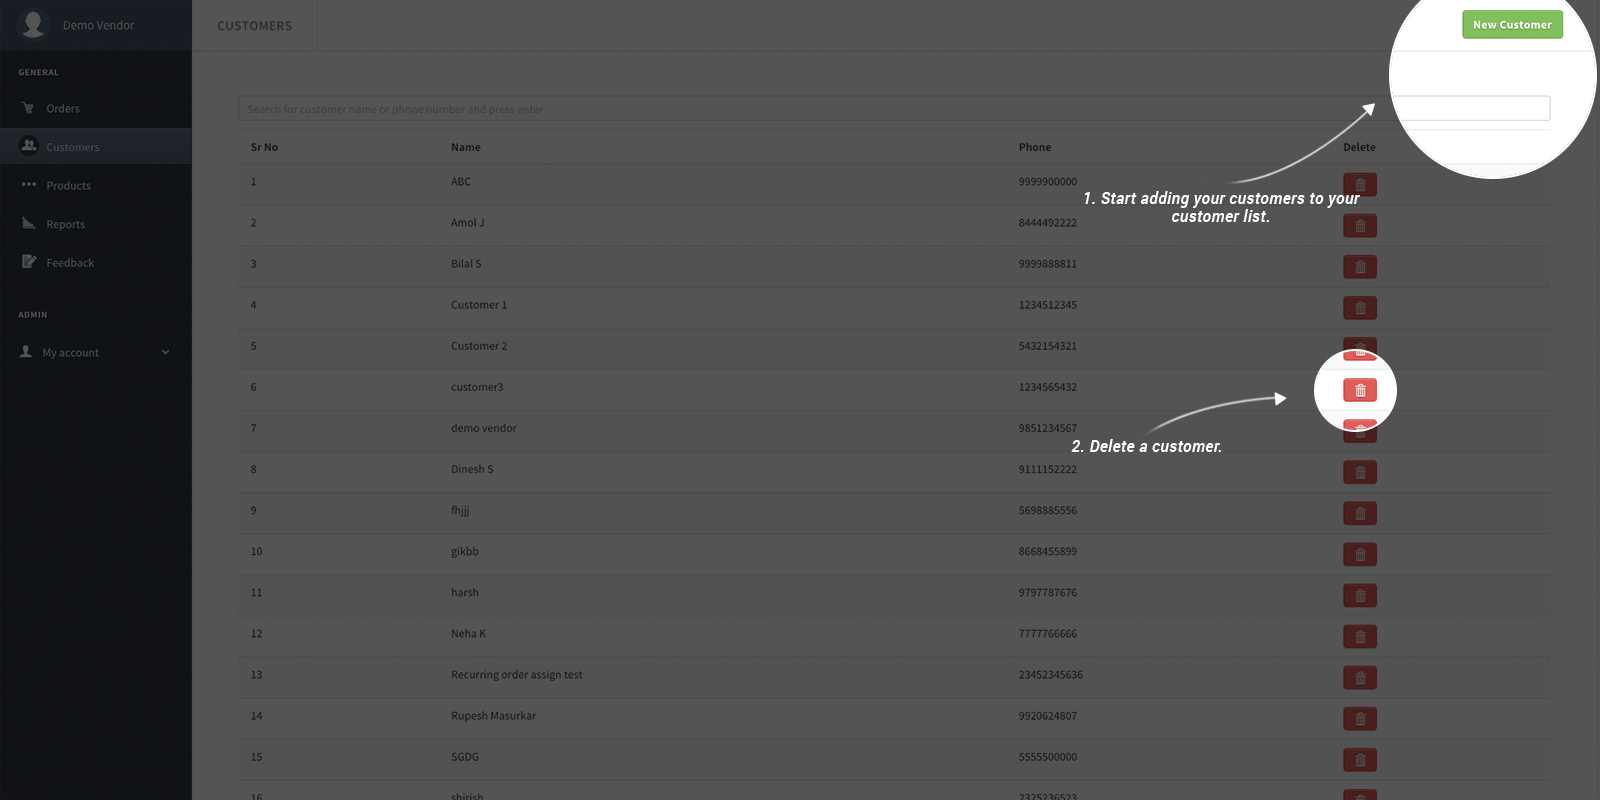 Demo Vendor
CUSTOMERS
New Customer
GENERAL
Orders
Customers
Products
Reports
Feedback
ADMIN
My account
Search for customer name or phone number and press enter
Sr No Name Phone Delete
1 ABC 9999900000
2 Amol J 8444492222
3 Bilal S 9999888811
4 Customer 1 1234512345
5 Customer 2 5432154321
6 customer3 1234565432
7 demo vendor 9851234567
8 Dinesh S 9111152222
9 fhjjj 5698885556
10 gikbb 8668455899
11 harsh 9797787676
12 Neha K 7777766666
13 Recurring order assign test 23452345636
14 Rupesh Masurkar 9920624807
15 SGDG 5555500000
16 shirish 2325236523
1. Start adding your customers to your
customer list.
2. Delete a customer.